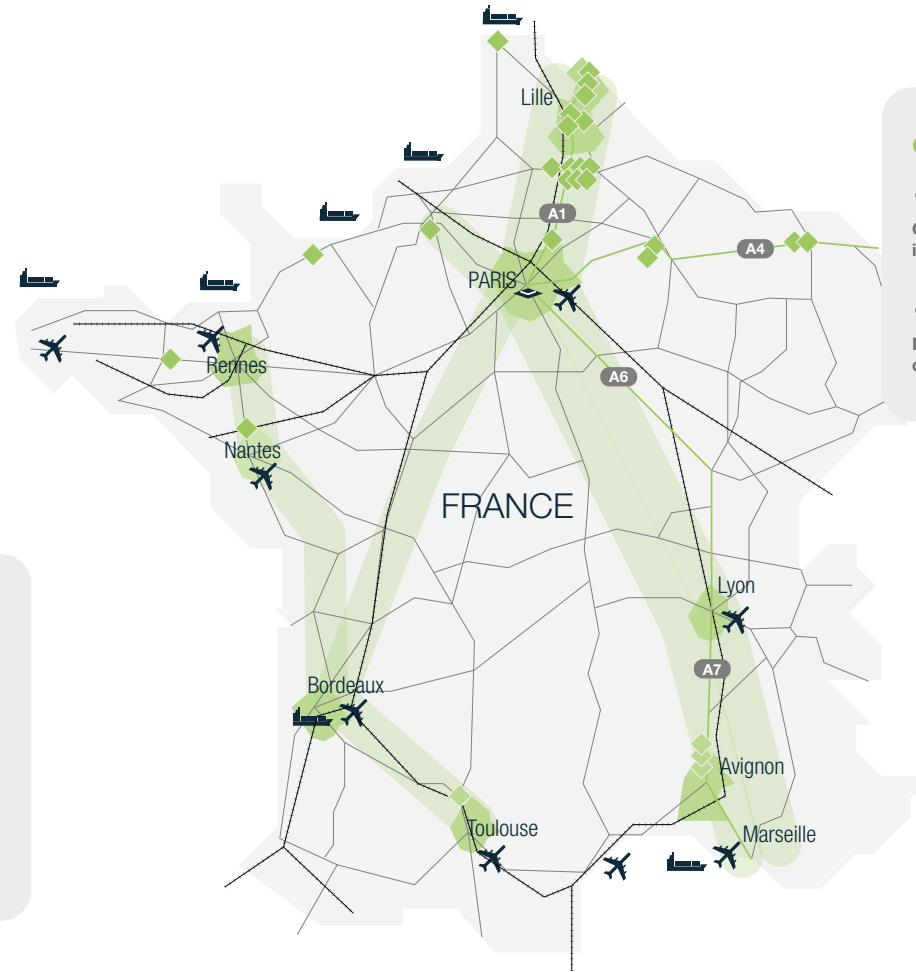 Lille
A1
A4
PARIS
Rennes
A6
Nantes
FRANCE
Lyon
A7
Bordeaux
Avignon
Toulouse
Marseille